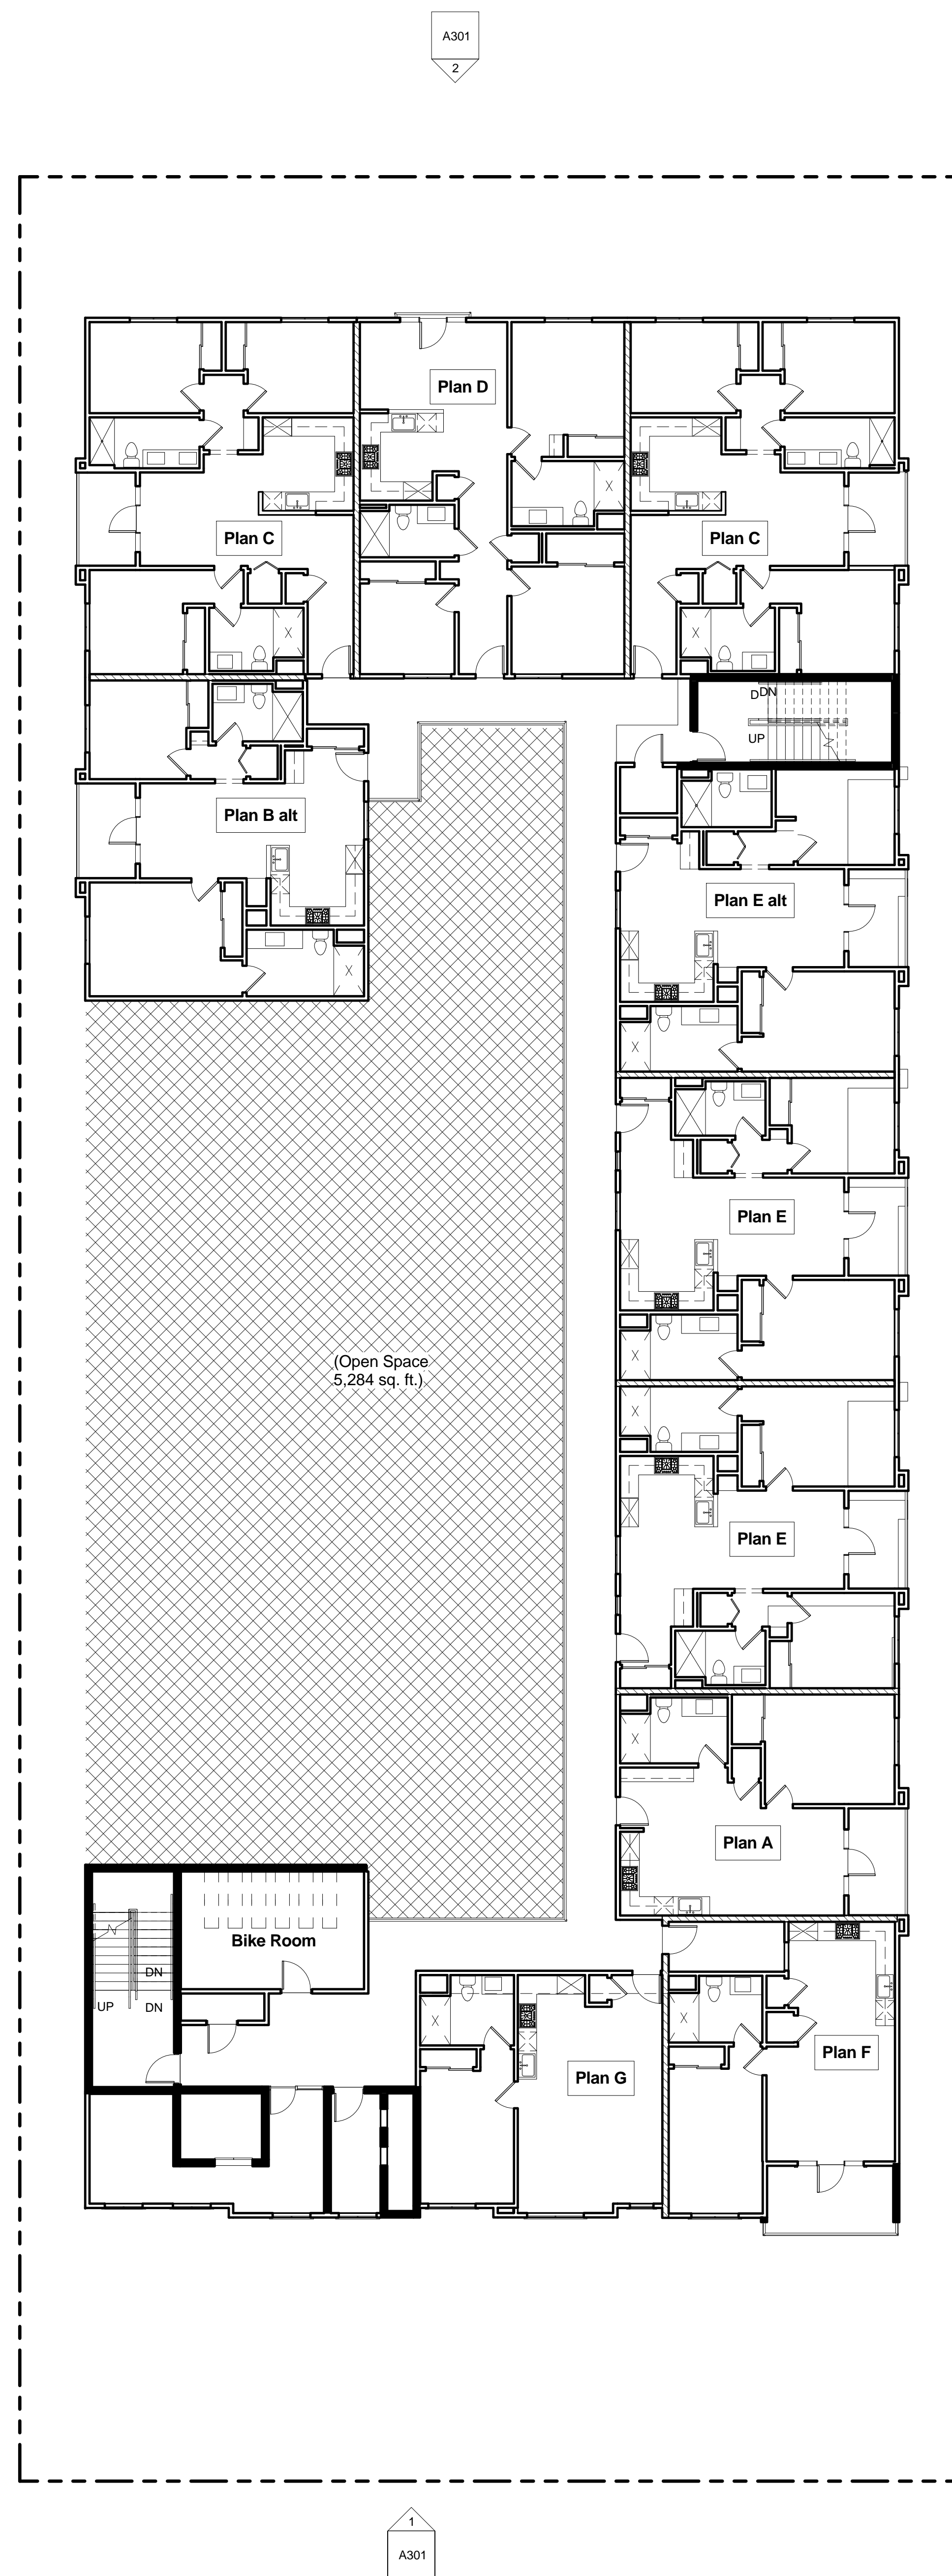 A301
2
Plan D
Plan C
Plan C
DDN
UP
Plan B alt
Plan E alt
Plan E
(Open Space
5,284 sq. ft.)
Plan E
Plan A
Bike Room
DN
UP
DN
Plan F
Plan G
1
A301